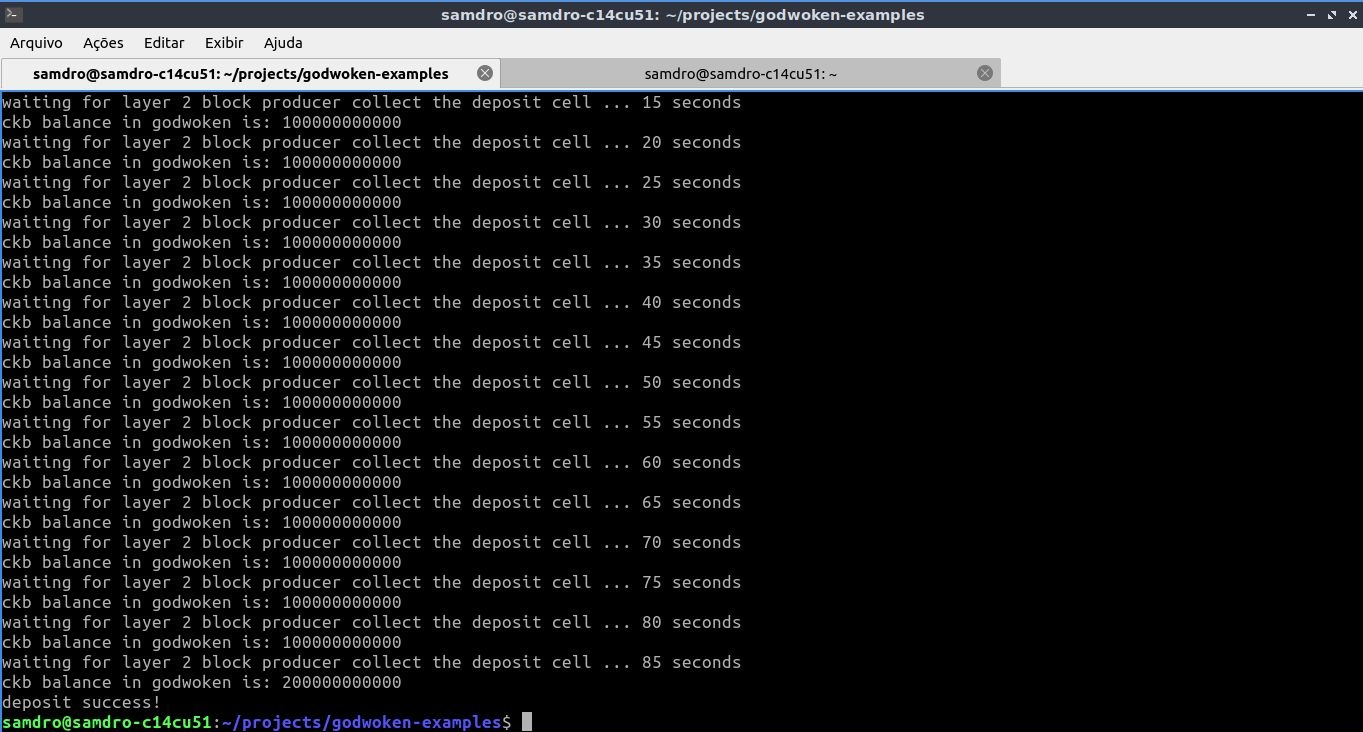 samdro@samdro-c14cu51: ~/projects/godwoken-examples
Arquivo Ações Editar Exibir Ajuda
samdro@samdro-c14cu51: ~/projects/godwoken-examples samdro@samdro-c14cu51: ~
waiting for layer 2 block producer collect the deposit cell ... 15 seconds
ckb balance in godwoken is: 100000000000
waiting for layer 2 block producer collect the deposit cell ... 20 seconds
ckb balance in godwoken is: 100000000000
waiting for layer 2 block producer collect the deposit cell ... 25 seconds
ckb balance in godwoken is: 100000000000
waiting for layer 2 block producer collect the deposit cell ... 30 seconds
ckb balance in godwoken is: 100000000000
waiting for layer 2 block producer collect the deposit cell ... 35 seconds
ckb balance in godwoken is: 100000000000
waiting for layer 2 block producer collect the deposit cell ... 40 seconds
ckb balance in godwoken is: 100000000000
waiting for layer 2 block producer collect the deposit cell ... 45 seconds
ckb balance in godwoken is: 100000000000
waiting for layer 2 block producer collect the deposit cell ... 50 seconds
ckb balance in godwoken is: 100000000000
waiting for layer 2 block producer collect the deposit cell ... 55 seconds
ckb balance in godwoken is: 100000000000
waiting for layer 2 block producer collect the deposit cell ... 60 seconds
ckb balance in godwoken is: 100000000000
waiting for layer 2 block producer collect the deposit cell ... 65 seconds
ckb balance in godwoken is: 100000000000
waiting for layer 2 block producer collect the deposit cell ... 70 seconds
ckb balance in godwoken is: 100000000000
waiting for layer 2 block producer collect the deposit cell ... 75 seconds
ckb balance in godwoken is: 100000000000
waiting for layer 2 block producer collect the deposit cell ... 80 seconds
ckb balance in godwoken is: 100000000000
waiting for layer 2 block producer collect the deposit cell ... 85 seconds
ckb balance in godwoken is: 200000000000
deposit success!
samdro@samdro-c14cu51:~/projects/godwoken-examples$